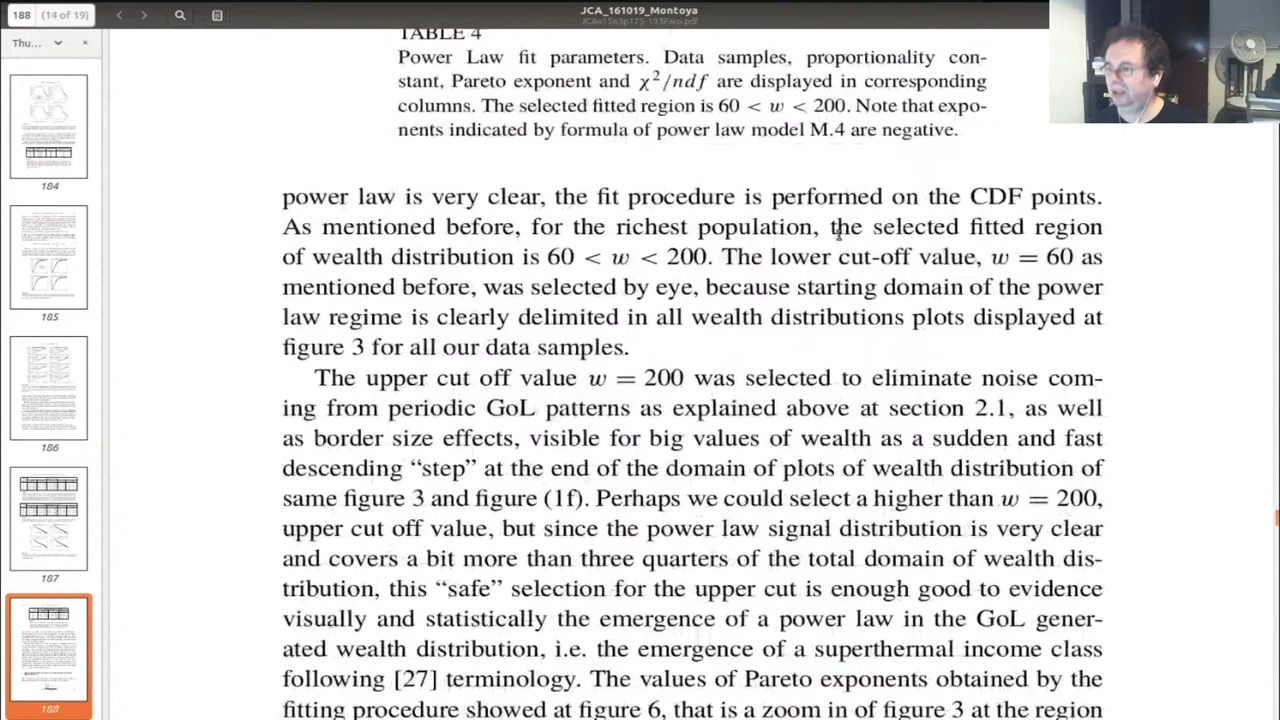 188 (14 of 19)
JCA_161019_Montoya
JCAv15n3p175-193Faro.pdf
Thu...
184
185
186
187
188
TABLE 4
Power Law fit parameters. Data samples, proportionality con-
stant, Pareto exponent and χ²/ndf are displayed in corresponding
columns. The selected fitted region is 60 < w < 200. Note that expo-
nents indicated by formula of power law model M.4 are negative.
power law is very clear, the fit procedure is performed on the CDF points.
As mentioned before, for the richest population, the selected fitted region
of wealth distribution is 60 < w < 200. The lower cut-off value, w = 60 as
mentioned before, was selected by eye, because starting domain of the power
law regime is clearly delimited in all wealth distributions plots displayed at
figure 3 for all our data samples.
The upper cut off value w = 200 was selected to eliminate noise com-
ing from periodic GoL patterns as explained above at section 2.1, as well
as border size effects, visible for big values of wealth as a sudden and fast
descending “step” at the end of the domain of plots of wealth distribution of
same figure 3 and figure (1f). Perhaps we could select a higher than w = 200,
upper cut off value, but since the power law signal distribution is very clear
and covers a bit more than three quarters of the total domain of wealth dis-
tribution, this “safe” selection for the upper cut is enough good to evidence
visually and statistically the emergence of a power law in the GoL gener-
ated wealth distribution, i.e. the emergence of a superthermal income class
following [27] terminology. The values of Pareto exponents obtained by the
fitting procedure showed at figure 6, that is a zoom in of figure 3 at the region